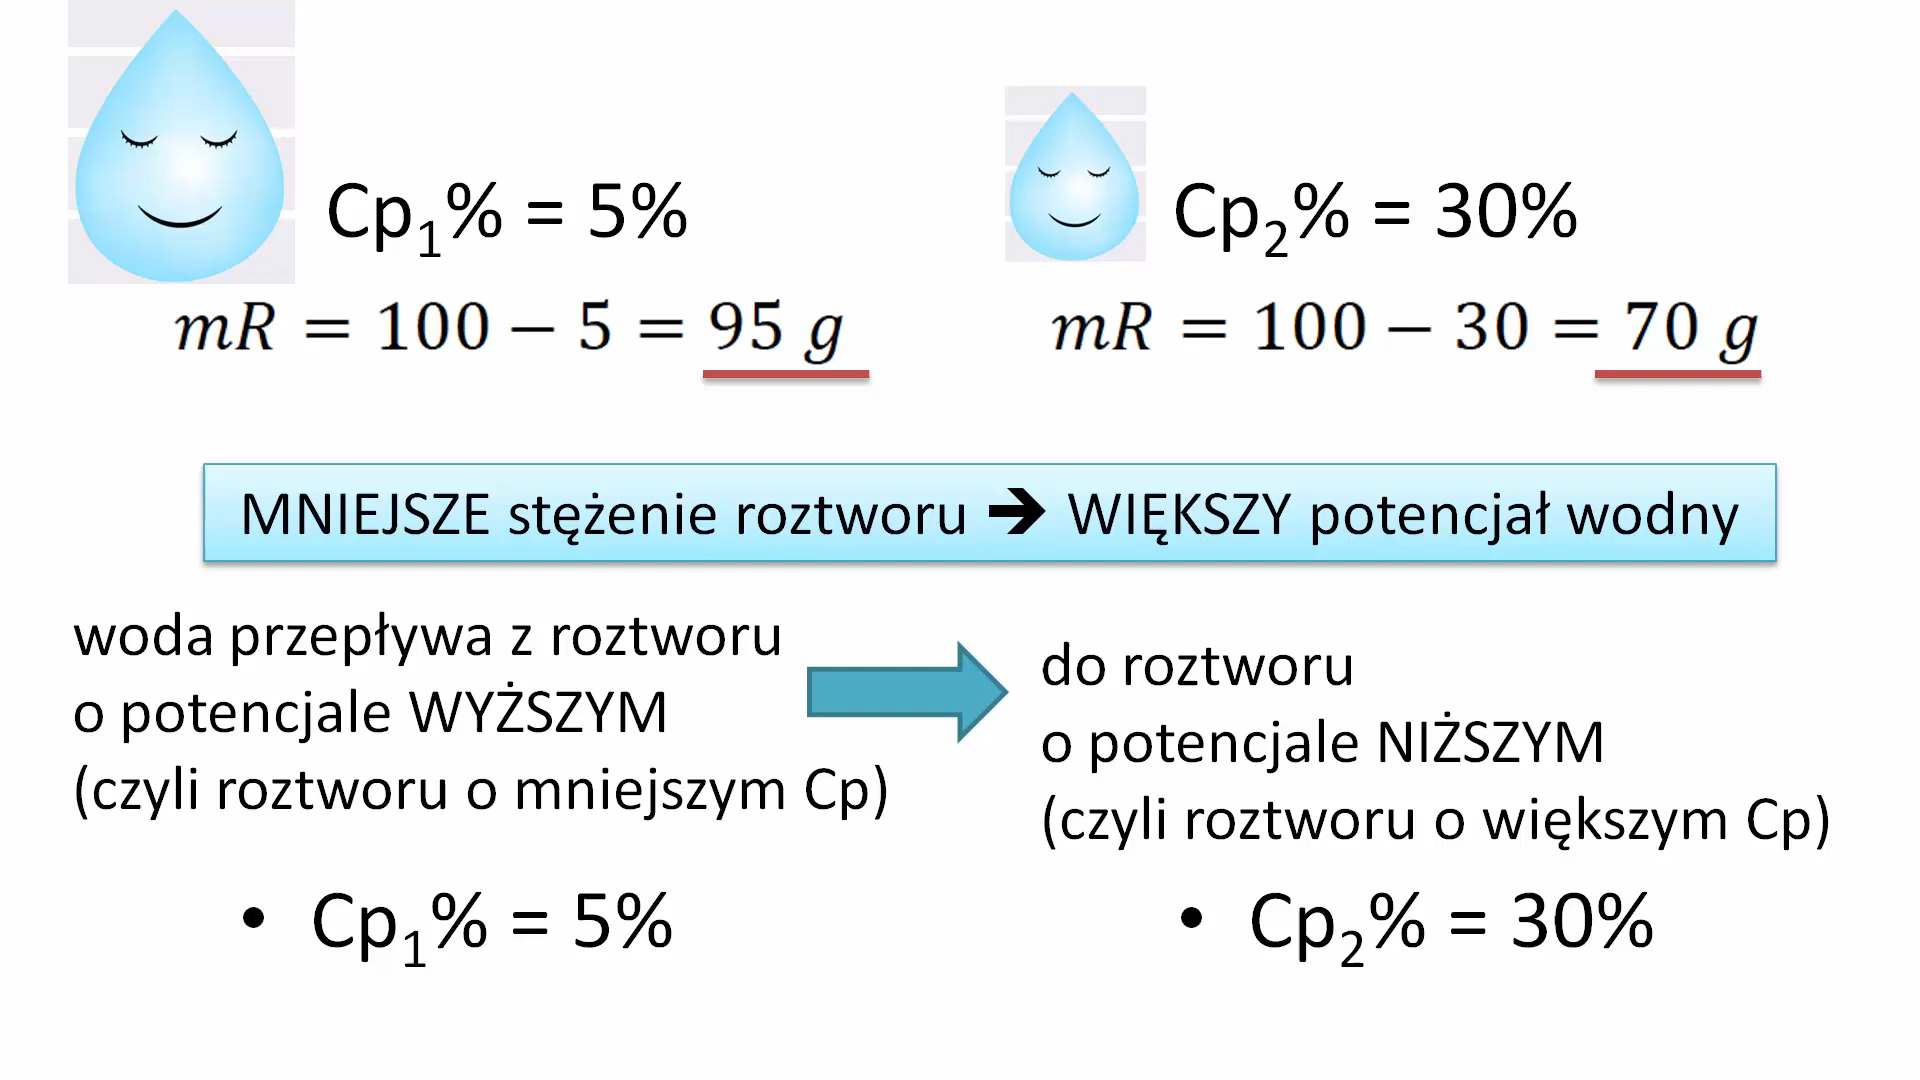 Cp₁% = 5%
mR = 100 − 5 = 95 g
Cp₂% = 30%
mR = 100 − 30 = 70 g
MNIEJSZE stężenie roztworu ➔ WIĘKSZY potencjał wodny
woda przepływa z roztworu
o potencjale WYŻSZYM
(czyli roztworu o mniejszym Cp)
• Cp₁% = 5%
do roztworu
o potencjale NIŻSZYM
(czyli roztworu o większym Cp)
• Cp₂% = 30%